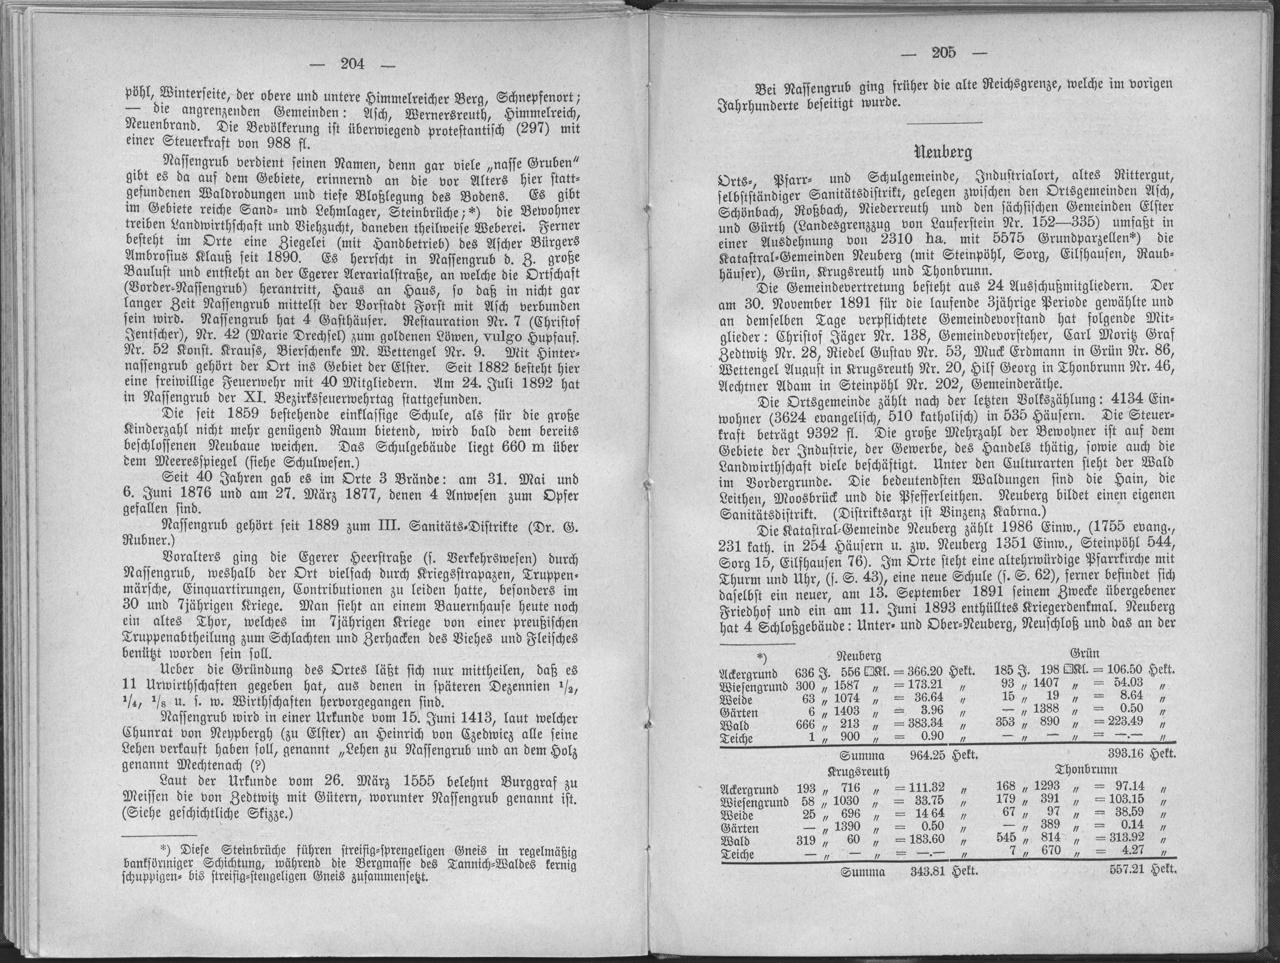 — 204 —
pöhl, Winterseite, der obere und untere Himmelreicher Berg, Schnepfenort;
— die angrenzenden Gemeinden: Asch, Wernersreuth, Himmelreich,
Neuenbrand. Die Bevölkerung ist überwiegend protestantisch (297) mit
einer Steuerkraft von 988 fl.
Nassengrub verdient seinen Namen, denn gar viele „nasse Gruben“
gibt es da auf dem Gebiete, erinnernd an die vor Alters hier statt-
gefundenen Waldrodungen und tiefe Bloßlegung des Bodens. Es gibt
im Gebiete reiche Sand- und Lehmlager, Steinbrüche;*) die Bewohner
treiben Landwirthschaft und Viehzucht, daneben theilweise Weberei. Ferner
besteht im Orte eine Ziegelei (mit Handbetrieb) des Ascher Bürgers
Ambrosius Klauß seit 1890. Es herrscht in Nassengrub d. Z. große
Baulust und entsteht an der Egerer Aerarialstraße, an welche die Ortschaft
(Vorder-Nassengrub) herantritt, Haus an Haus, so daß in nicht gar
langer Zeit Nassengrub mittelst der Vorstadt Forst mit Asch verbunden
sein wird. Nassengrub hat 4 Gasthäuser. Restauration Nr. 7 (Christof
Jentscher), Nr. 42 (Marie Drechsel) zum goldenen Löwen, vulgo Hupfauf.
Nr. 52 Konst. Krauss, Bierschenke M. Wettengel Nr. 9. Mit Hinter-
nassengrub gehört der Ort ins Gebiet der Elster. Seit 1882 besteht hier
eine freiwillige Feuerwehr mit 40 Mitgliedern. Am 24. Juli 1892 hat
in Nassengrub der XI. Bezirksfeuerwehrtag stattgefunden.
Die seit 1859 bestehende einklassige Schule, als für die große
Kinderzahl nicht mehr genügend Raum bietend, wird bald dem bereits
beschlossenen Neubaue weichen. Das Schulgebäude liegt 660 m über
dem Meeresspiegel (siehe Schulwesen.)
Seit 40 Jahren gab es im Orte 3 Brände: am 31. Mai und
6. Juni 1876 und am 27. März 1877, denen 4 Anwesen zum Opfer
gefallen sind.
Nassengrub gehört seit 1889 zum III. Sanitäts-Distrikte (Dr. G.
Rubner.)
Voralters ging die Egerer Heerstraße (s. Verkehrswesen) durch
Nassengrub, weshalb der Ort vielfach durch Kriegsstrapazen, Truppen-
märsche, Einquartirungen, Contributionen zu leiden hatte, besonders im
30 und 7jährigen Kriege. Man sieht an einem Bauernhause heute noch
ein altes Thor, welches im 7jährigen Kriege von einer preußischen
Truppenabtheilung zum Schlachten und Zerhacken des Viehes und Fleisches
benützt worden sein soll.
Ueber die Gründung des Ortes läßt sich nur mittheilen, daß es
11 Urwirthschaften gegeben hat, aus denen in späteren Dezennien 1/2,
1/4, 1/8 u. s. w. Wirthschaften hervorgegangen sind.
Nassengrub wird in einer Urkunde vom 15. Juni 1413, laut welcher
Chunrat von Neypbergh (zu Elster) an Heinrich von Czedwicz alle seine
Lehen verkauft haben soll, genannt „Lehen zu Nassengrub und an dem Holz
genannt Mechtenach (?)
Laut der Urkunde vom 26. März 1555 belehnt Burggraf zu
Meissen die von Zedtwitz mit Gütern, worunter Nassengrub genannt ist.
(Siehe geschichtliche Skizze.)
*) Diese Steinbrüche führen streifig-sprengeligen Gneis in regelmäßig
bankförmiger Schichtung, während die Bergmasse des Tannich-Waldes kernig
schuppigen- bis streifig-stengeligen Gneis zusammensetzt.
— 205 —
Bei Nassengrub ging früher die alte Reichsgrenze, welche im vorigen
Jahrhunderte beseitigt wurde.
Neuberg
Orts-, Pfarr- und Schulgemeinde, Industrialort, altes Rittergut,
selbstständiger Sanitätsdistrikt, gelegen zwischen den Ortsgemeinden Asch,
Schönbach, Roßbach, Niederreuth und den sächsischen Gemeinden Elster
und Gürth (Landesgrenzzug von Lauferstein Nr. 152—335) umfaßt in
einer Ausdehnung von 2310 ha. mit 5575 Grundparzellen*) die
Katastral-Gemeinden Neuberg (mit Steinpöhl, Sorg, Eilfhausen, Raub-
häuser), Grün, Krugsreuth und Thonbrunn.
Die Gemeindevertretung besteht aus 24 Ausschußmitgliedern. Der
am 30. November 1891 für die laufende 3jährige Periode gewählte und
an demselben Tage verpflichtete Gemeindevorstand hat folgende Mit-
glieder: Christof Jäger Nr. 138, Gemeindevorsteher, Carl Moritz Graf
Zedtwitz Nr. 28, Riedel Gustav Nr. 53, Muck Erdmann in Grün Nr. 86,
Wettengel August in Krugsreuth Nr. 20, Hilf Georg in Thonbrunn Nr. 46,
Aechtner Adam in Steinpöhl Nr. 202, Gemeinderäthe.
Die Ortsgemeinde zählt nach der letzten Volkszählung: 4134 Ein-
wohner (3624 evangelisch, 510 katholisch) in 535 Häusern. Die Steuer-
kraft beträgt 9392 fl. Die große Mehrzahl der Bewohner ist auf dem
Gebiete der Industrie, der Gewerbe, des Handels thätig, sowie auch die
Landwirthschaft viele beschäftigt. Unter den Culturarten steht der Wald
im Vordergrunde. Die bedeutendsten Waldungen sind die Hain, die
Leithen, Moosbrück und die Pfefferleithen. Neuberg bildet einen eigenen
Sanitätsdistrikt. (Distriktsarzt ist Vinzenz Kabrna.)
Die Katastral-Gemeinde Neuberg zählt 1986 Einw., (1755 evang.,
231 kath. in 254 Häusern u. zw. Neuberg 1351 Einw., Steinpöhl 544,
Sorg 15, Eilfhausen 76). Im Orte steht eine altehrwürdige Pfarrkirche mit
Thurm und Uhr, (s. S. 43), eine neue Schule (s. S. 62), ferner befindet sich
daselbst ein neuer, am 13. September 1891 seinem Zwecke übergebener
Friedhof und ein am 11. Juni 1893 enthülltes Kriegerdenkmal. Neuberg
hat 4 Schloßgebäude: Unter- und Ober-Neuberg, Neuschloß und das an der
*) Neuberg Grün
Ackergrund 636 J. 556 □Kl. = 366.20 Hekt. 185 J. 198 □Kl. = 106.50 Hekt.
Wiesengrund 300 „ 1587 „ = 173.21 „ 93 „ 1407 „ = 54.03 „
Weide 63 „ 1074 „ = 36.64 „ 15 „ 19 „ = 8.64 „
Gärten 6 „ 1403 „ = 3.96 „ — „ 1388 „ = 0.50 „
Wald 666 „ 213 „ = 383.34 „ 353 „ 890 „ = 223.49 „
Teiche 1 „ 900 „ = 0.90 „ — „ — „ = —.— „
Summa 964.25 Hekt. 393.16 Hekt.
Krugsreuth Thonbrunn
Ackergrund 193 „ 716 „ = 111.32 „ 168 „ 1293 „ = 97.14 „
Wiesengrund 58 „ 1030 „ = 33.75 „ 179 „ 391 „ = 103.15 „
Weide 25 „ 696 „ = 14 64 „ 67 „ 97 „ = 38.59 „
Gärten — „ 1390 „ = 0.50 „ — „ 389 „ = 0.14 „
Wald 319 „ 60 „ = 183.60 „ 545 „ 814 „ = 313.92 „
Teiche — „ — „ = —.— „ 7 „ 670 „ = 4.27 „
Summa 343.81 Hekt. 557.21 Hekt.